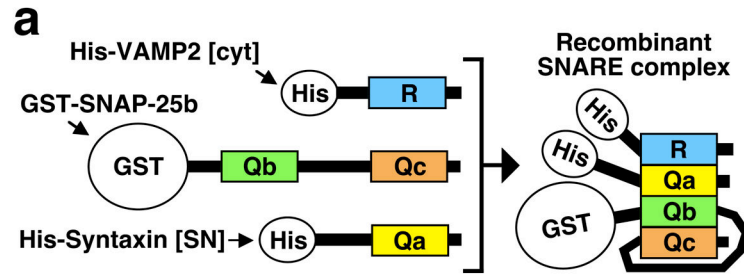 a
His-VAMP2 [cyt]
His
R
GST-SNAP-25b
GST
Qb
Qc
His-Syntaxin [SN]
His
Qa
Recombinant
SNARE complex
His
R
His
Qa
GST
Qb
Qc